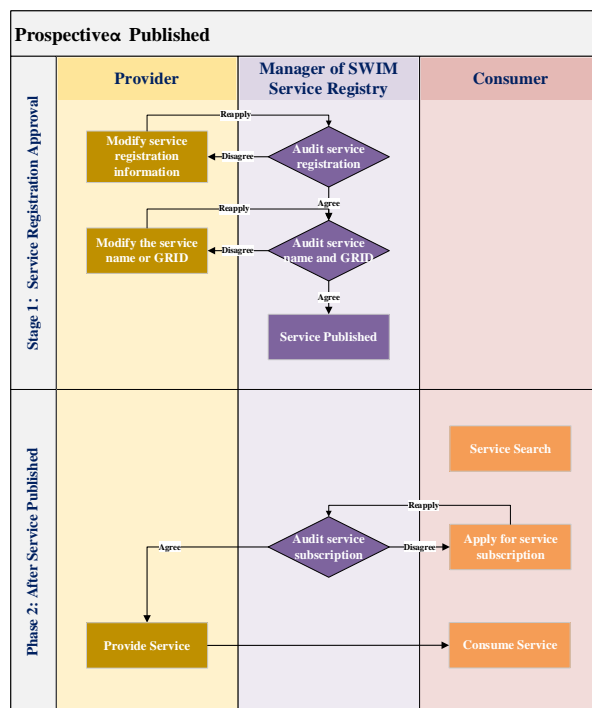 Prospectiveα Published
Provider
Manager of SWIM
Service Registry
Consumer
Stage 1： Service Registration Approval
Reapply
Modify service
registration
information
Disagree
Audit service
registration
Agree
Reapply
Modify the service
name or GRID
Disagree
Audit service
name and GRID
Agree
Service Published
Phase 2: After Service Published
Service Search
Reapply
Agree
Audit service
subscription
Disagree
Apply for service
subscription
Provide Service
Consume Service